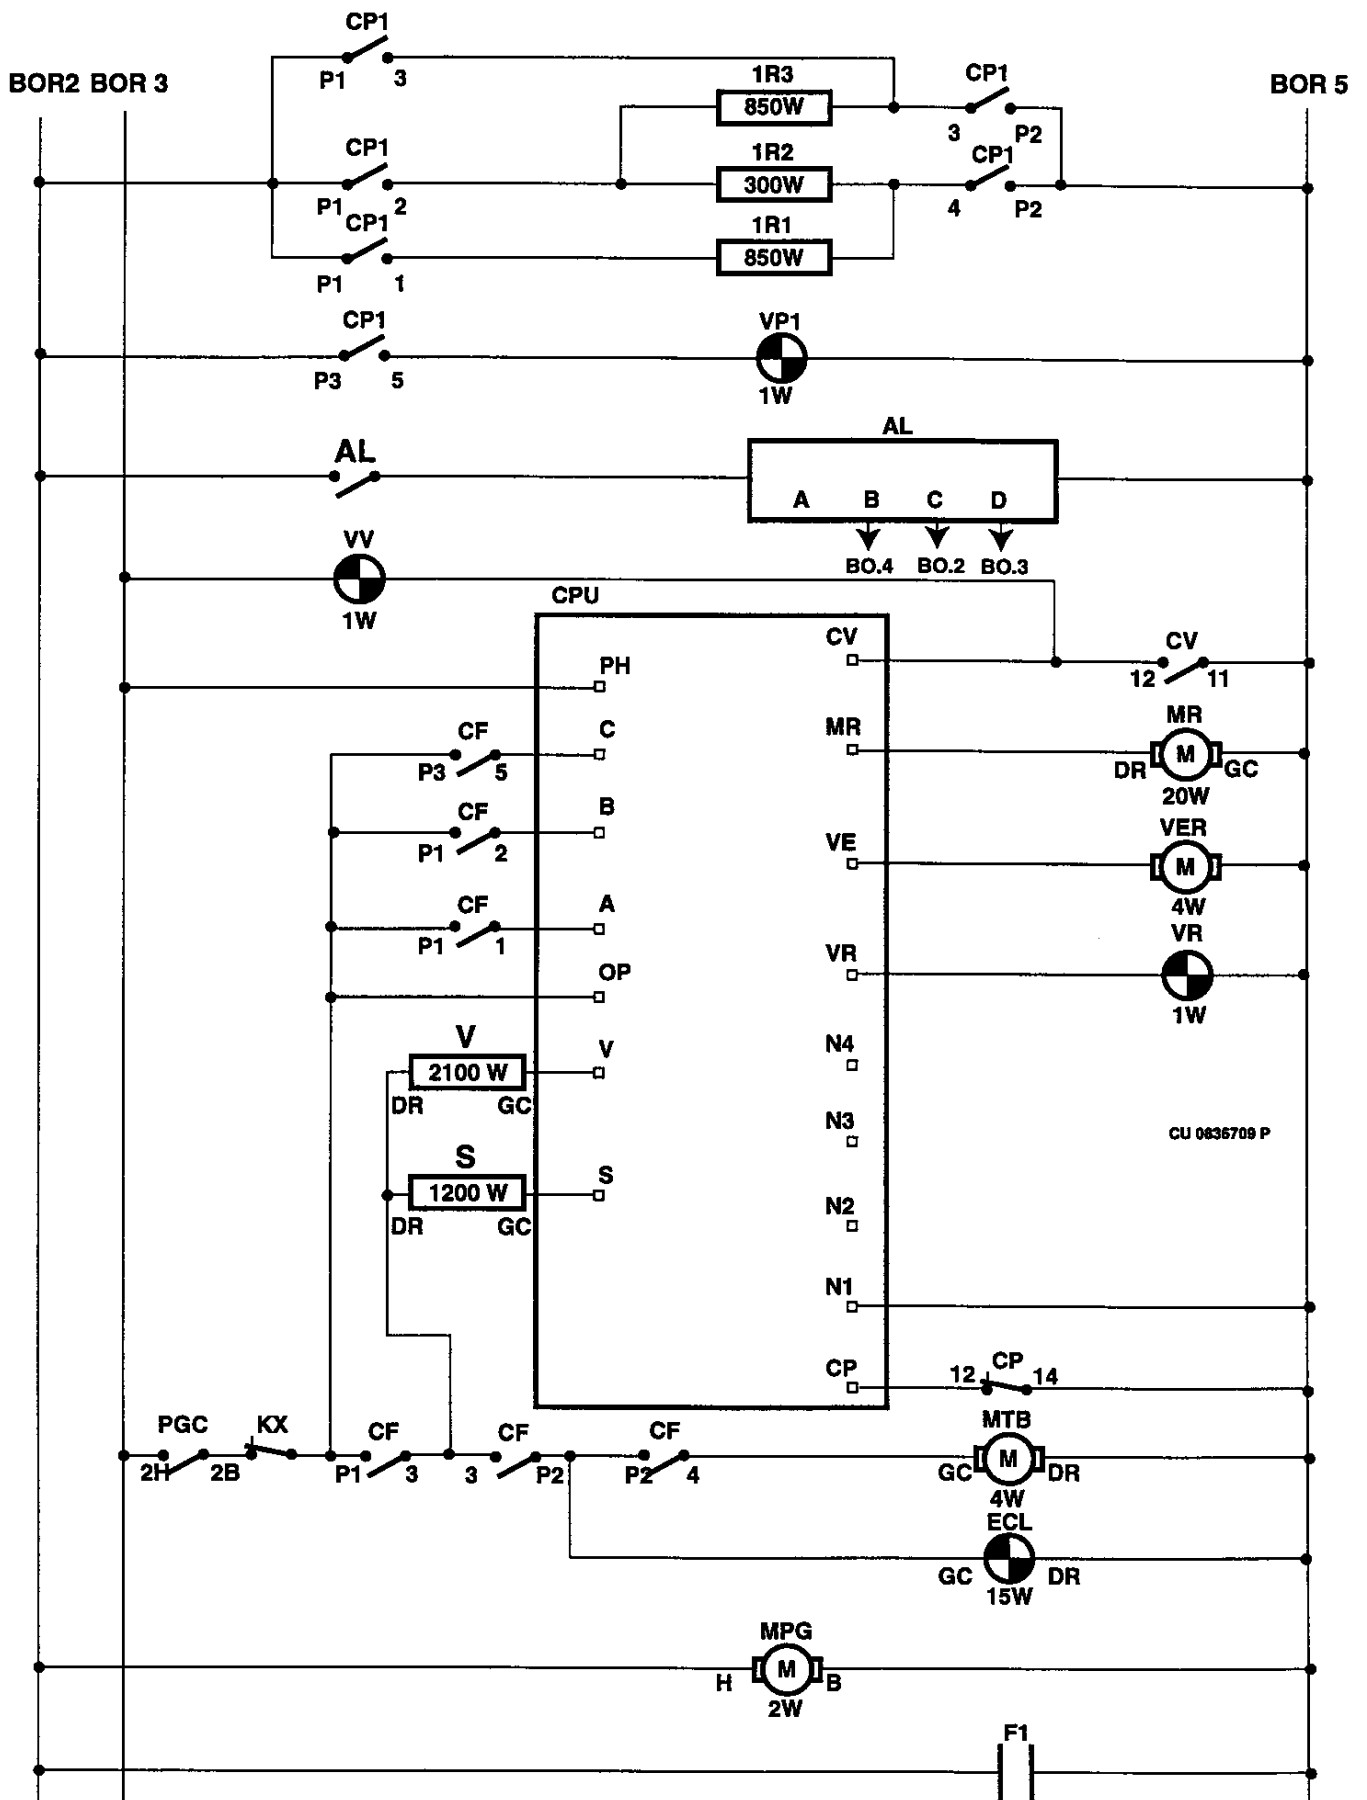 CP1
BOR2 BOR 3
P1 3
1R3
850W
CP1
3 P2
BOR 5
CP1
P1 2
1R2
300W
CP1
4 P2
CP1
P1 1
1R1
850W
CP1
P3 5
VP1
1W
AL
AL
A B C D
BO.4 BO.2 BO.3
VV
1W
CPU
CV
CV
12 11
PH
MR
MR
DR M GC
20W
C
CF
P3 5
B
CF
P1 2
VE
VER
M
4W
A
CF
P1 1
VR
VR
1W
OP
V
2100 W
DR GC
V
N4
N3
CU 0836709 P
S
1200 W
DR GC
S
N2
N1
CP
12 CP 14
PGC
2H 2B
KX
CF
P1 3
CF
3 P2
CF
P2 4
MTB
GC M DR
4W
ECL
GC DR
15W
MPG
H M B
2W
F1